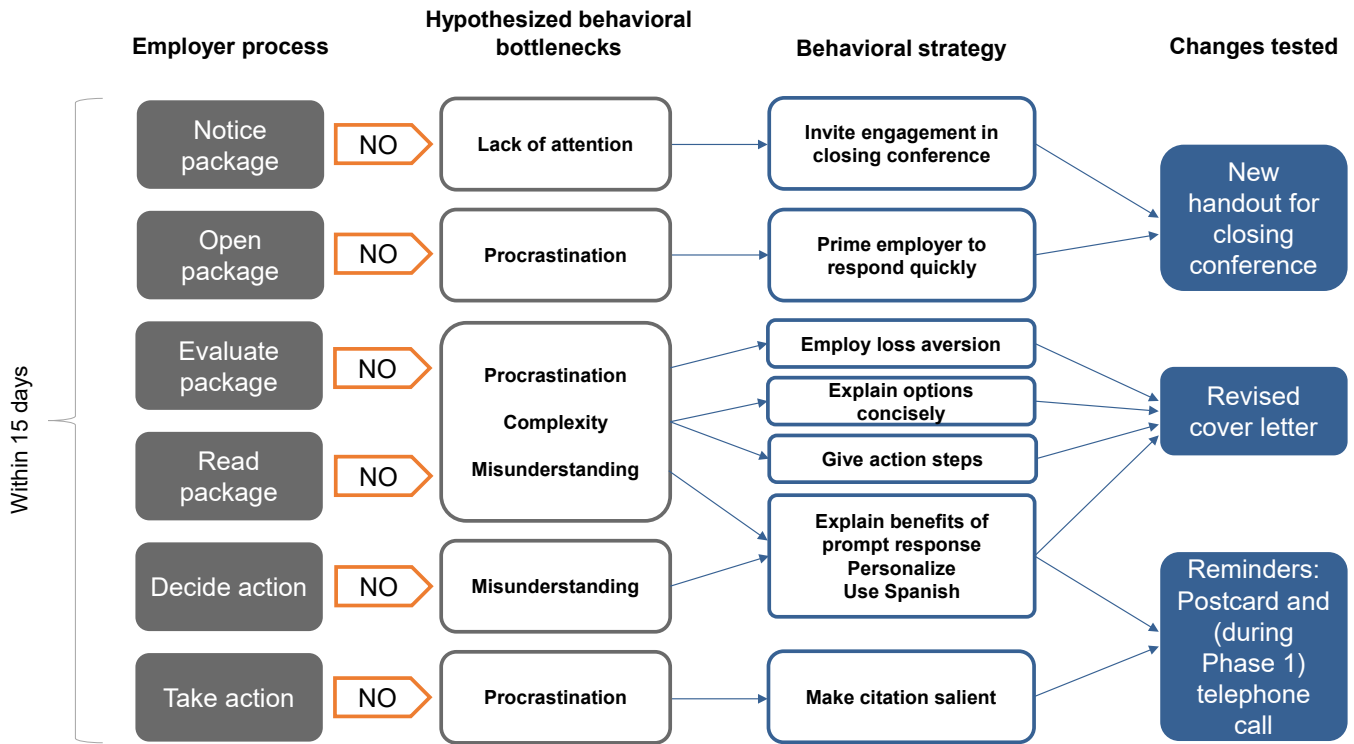 Employer process
Hypothesized behavioral
bottlenecks
Behavioral strategy
Changes tested
Within 15 days
Notice
package
NO
Lack of attention
Invite engagement in
closing conference
New
handout for
closing
conference
Open
package
NO
Procrastination
Prime employer to
respond quickly
Evaluate
package
NO
Procrastination
Complexity
Misunderstanding
Employ loss aversion
Explain options
concisely
Give action steps
Revised
cover letter
Read
package
NO
Explain benefits of
prompt response
Personalize
Use Spanish
Decide action
NO
Misunderstanding
Reminders:
Postcard and
(during
Phase 1)
telephone
call
Take action
NO
Procrastination
Make citation salient